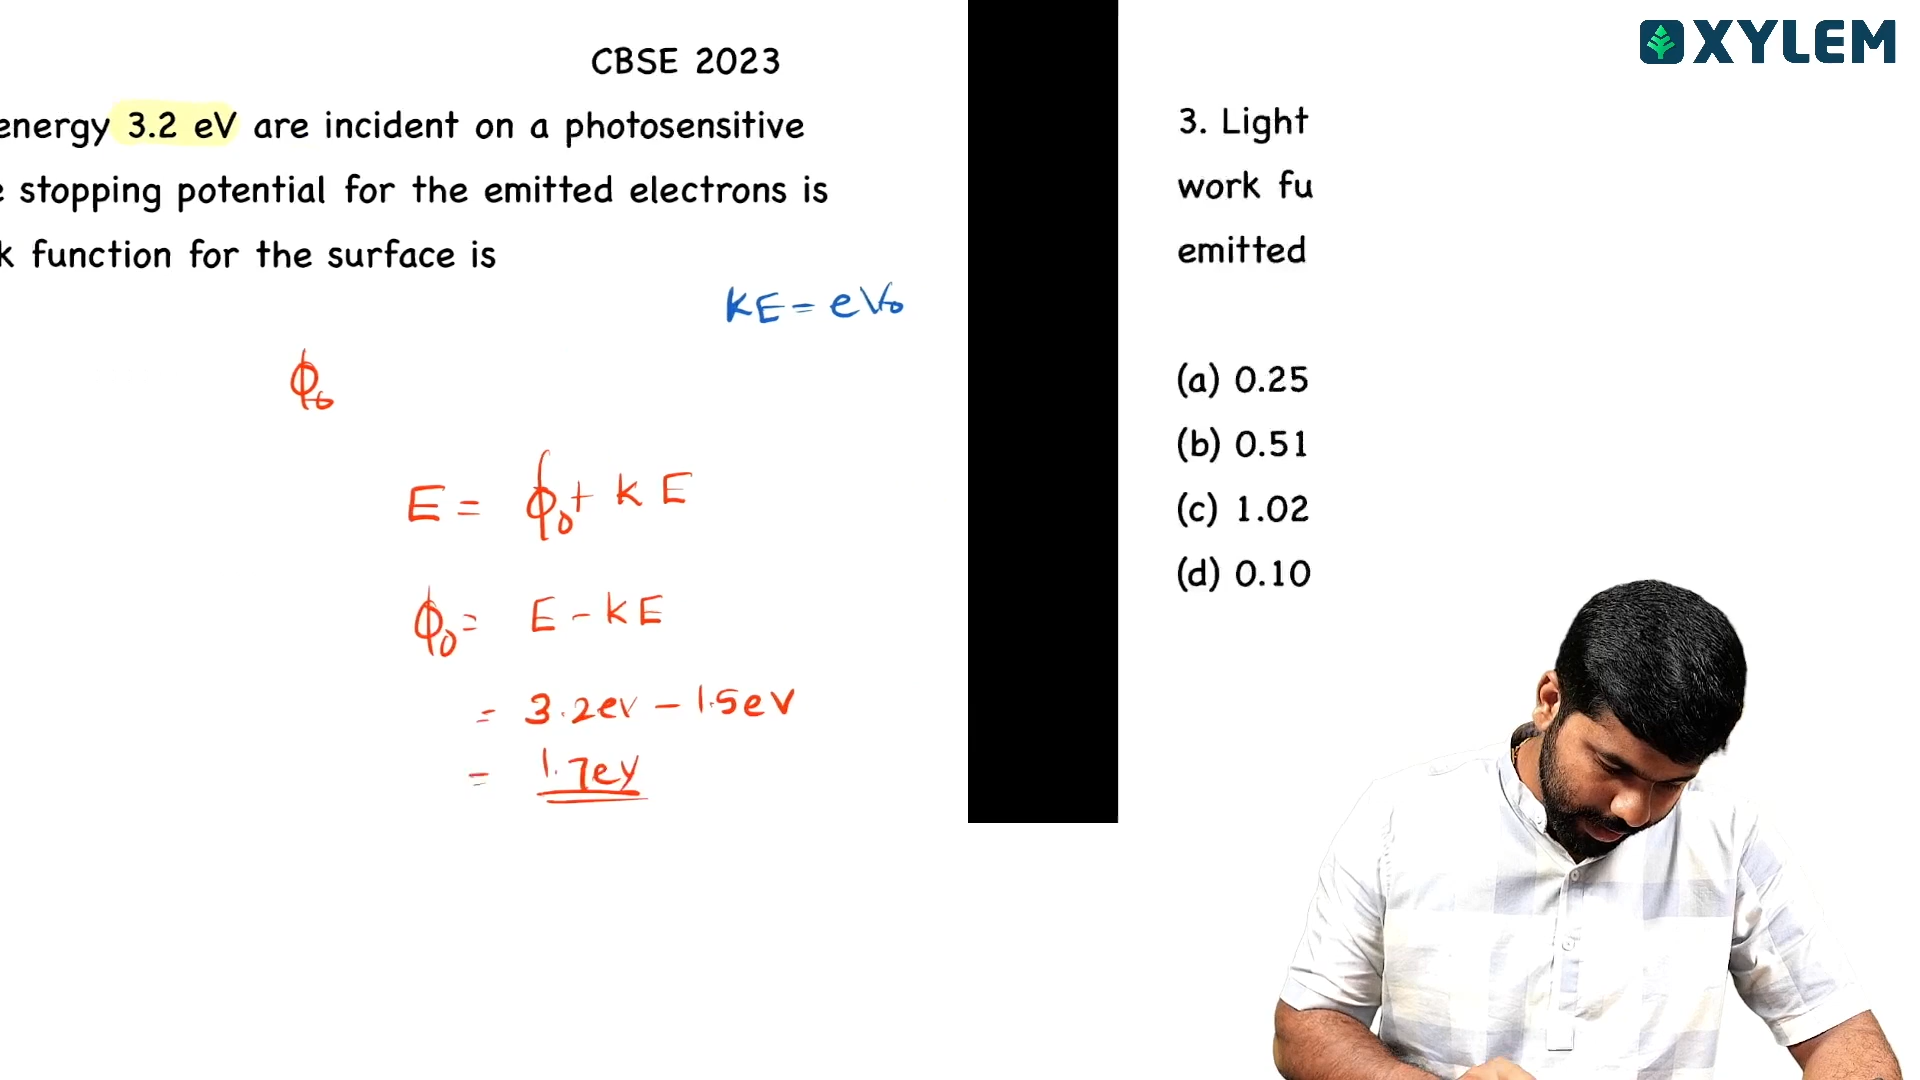 XYLEM
CBSE 2023
energy 3.2 eV are incident on a photosensitive
stopping potential for the emitted electrons is
function for the surface is
KE = eV₀
ϕ₀
E = ϕ₀ + KE
ϕ₀ = E - KE
= 3.2ev - 1.5eV
= 1.7eV
3. Light
work fu
emitted
(a) 0.25
(b) 0.51
(c) 1.02
(d) 0.10